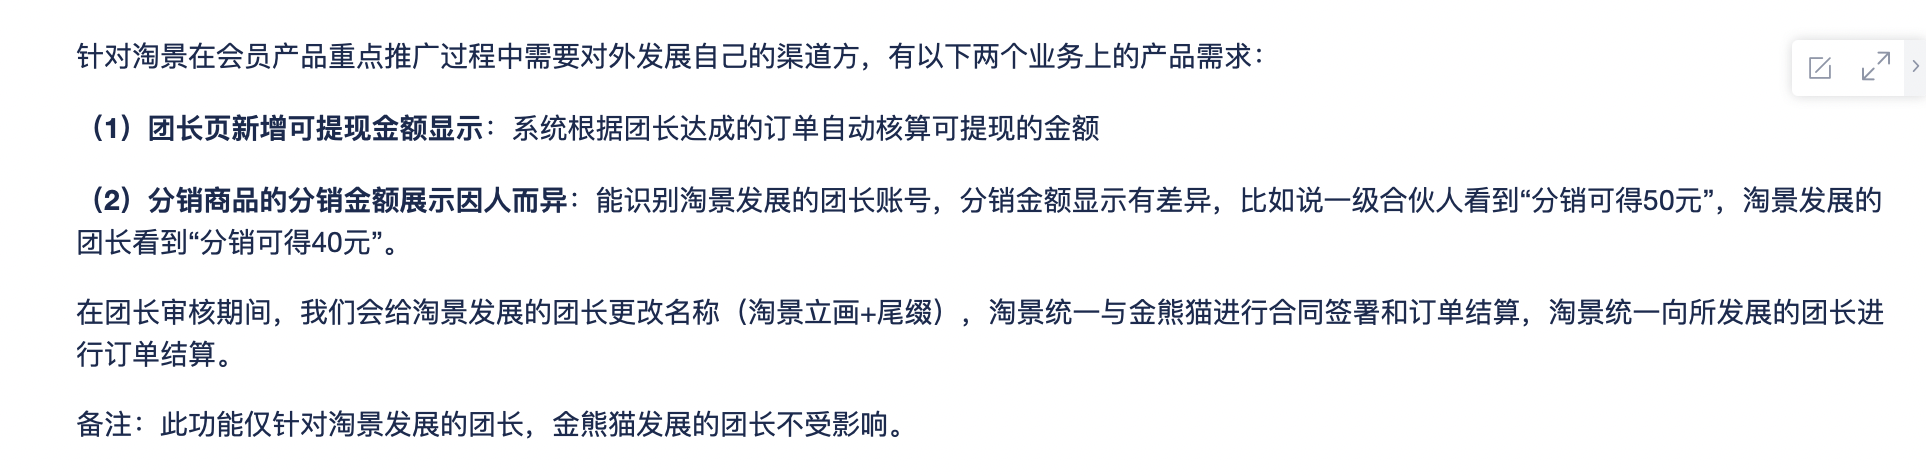 针对淘景在会员产品重点推广过程中需要对外发展自己的渠道方，有以下两个业务上的产品需求：
（1）团长页新增可提现金额显示：系统根据团长达成的订单自动核算可提现的金额
（2）分销商品的分销金额展示因人而异：能识别淘景发展的团长账号，分销金额显示有差异，比如说一级合伙人看到“分销可得50元”，淘景发展的
团长看到“分销可得40元”。
在团长审核期间，我们会给淘景发展的团长更改名称（淘景立画+尾缀），淘景统一与金熊猫进行合同签署和订单结算，淘景统一向所发展的团长进
行订单结算。
备注：此功能仅针对淘景发展的团长，金熊猫发展的团长不受影响。